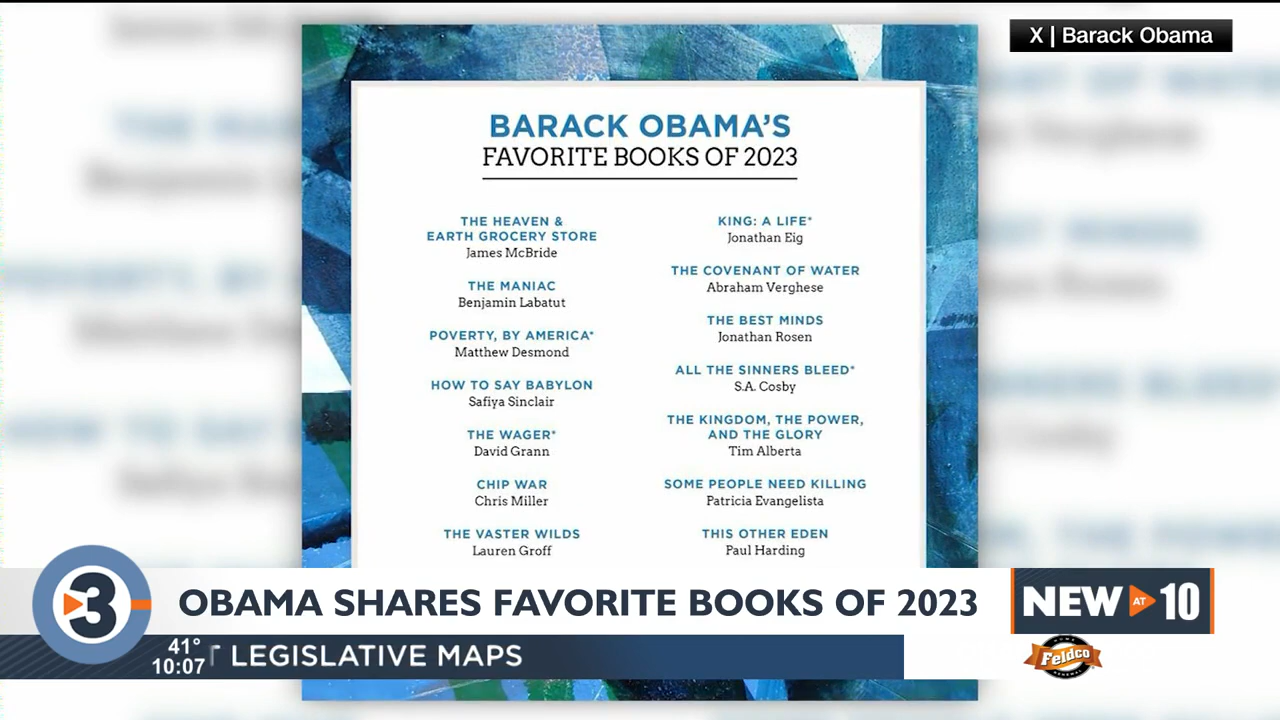 X | Barack Obama
BARACK OBAMA'S
FAVORITE BOOKS OF 2023
THE HEAVEN &
EARTH GROCERY STORE
James McBride
THE MANIAC
Benjamin Labatut
POVERTY, BY AMERICA*
Matthew Desmond
HOW TO SAY BABYLON
Safiya Sinclair
THE WAGER*
David Grann
CHIP WAR
Chris Miller
THE VASTER WILDS
Lauren Groff
KING: A LIFE*
Jonathan Eig
THE COVENANT OF WATER
Abraham Verghese
THE BEST MINDS
Jonathan Rosen
ALL THE SINNERS BLEED*
S.A. Cosby
THE KINGDOM, THE POWER,
AND THE GLORY
Tim Alberta
SOME PEOPLE NEED KILLING
Patricia Evangelista
THIS OTHER EDEN
Paul Harding
3
OBAMA SHARES FAVORITE BOOKS OF 2023
NEW AT 10
41°
10:07
T LEGISLATIVE MAPS
HOME
Feldco
RENEWAL